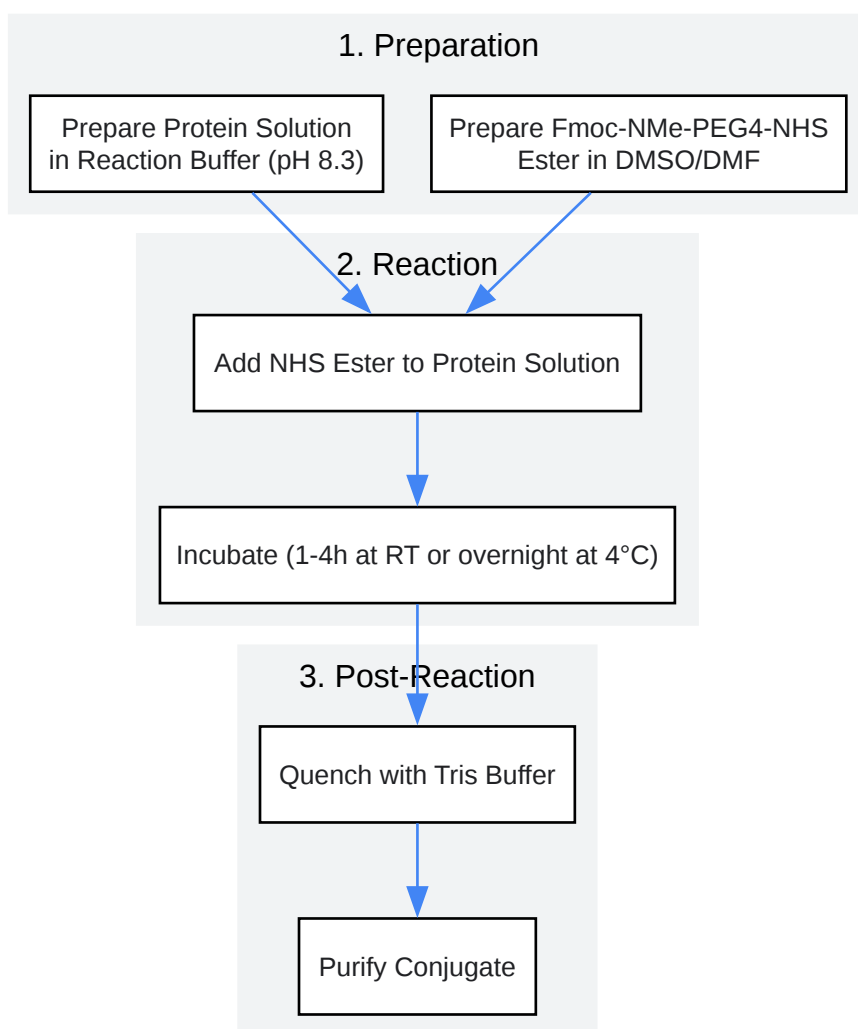 1. Preparation
Prepare Protein Solution
in Reaction Buffer (pH 8.3)
Prepare Fmoc-NMe-PEG4-NHS
Ester in DMSO/DMF
2. Reaction
Add NHS Ester to Protein Solution
Incubate (1-4h at RT or overnight at 4°C)
3. Post-Reaction
Quench with Tris Buffer
Purify Conjugate